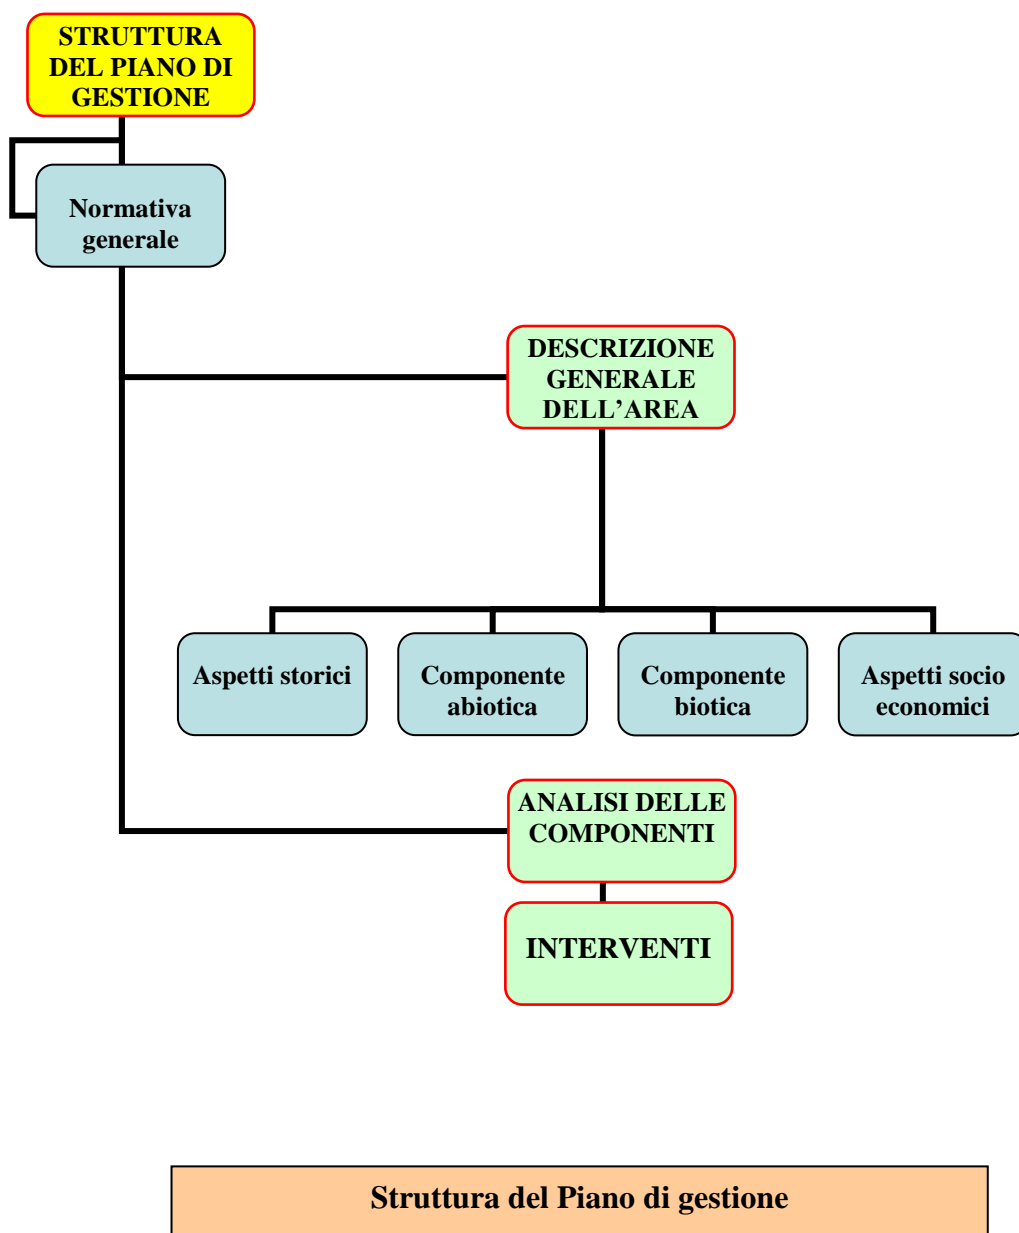 STRUTTURA
DEL PIANO DI
GESTIONE
Normativa
generale
DESCRIZIONE
GENERALE
DELL’AREA
Aspetti storici
Componente
abiotica
Componente
biotica
Aspetti socio
economici
ANALISI DELLE
COMPONENTI
INTERVENTI
Struttura del Piano di gestione